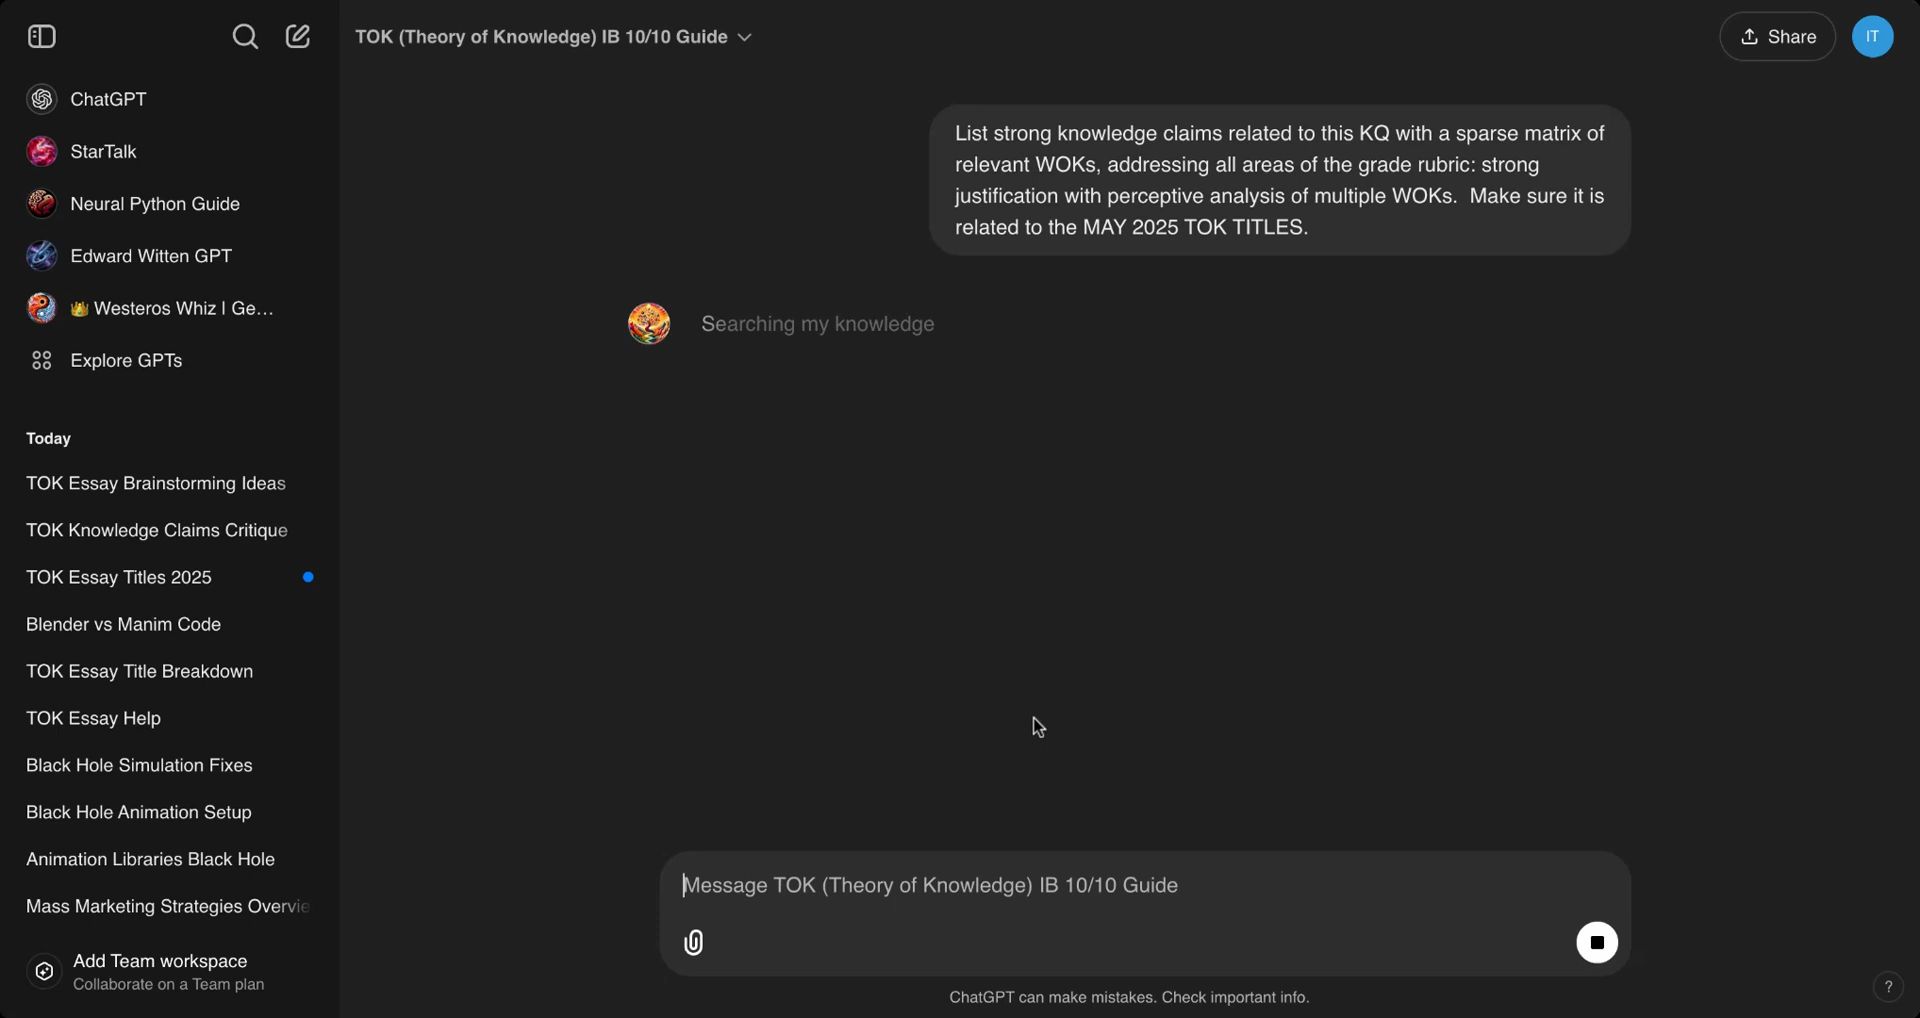 TOK (Theory of Knowledge) IB 10/10 Guide
Share
IT
ChatGPT
StarTalk
Neural Python Guide
Edward Witten GPT
👑 Westeros Whiz | Ge...
Explore GPTs
Today
TOK Essay Brainstorming Ideas
TOK Knowledge Claims Critique
TOK Essay Titles 2025
Blender vs Manim Code
TOK Essay Title Breakdown
TOK Essay Help
Black Hole Simulation Fixes
Black Hole Animation Setup
Animation Libraries Black Hole
Mass Marketing Strategies Overvie
Add Team workspace
Collaborate on a Team plan
List strong knowledge claims related to this KQ with a sparse matrix of
relevant WOKs, addressing all areas of the grade rubric: strong
justification with perceptive analysis of multiple WOKs.  Make sure it is
related to the MAY 2025 TOK TITLES.
Searching my knowledge
Message TOK (Theory of Knowledge) IB 10/10 Guide
ChatGPT can make mistakes. Check important info.
?